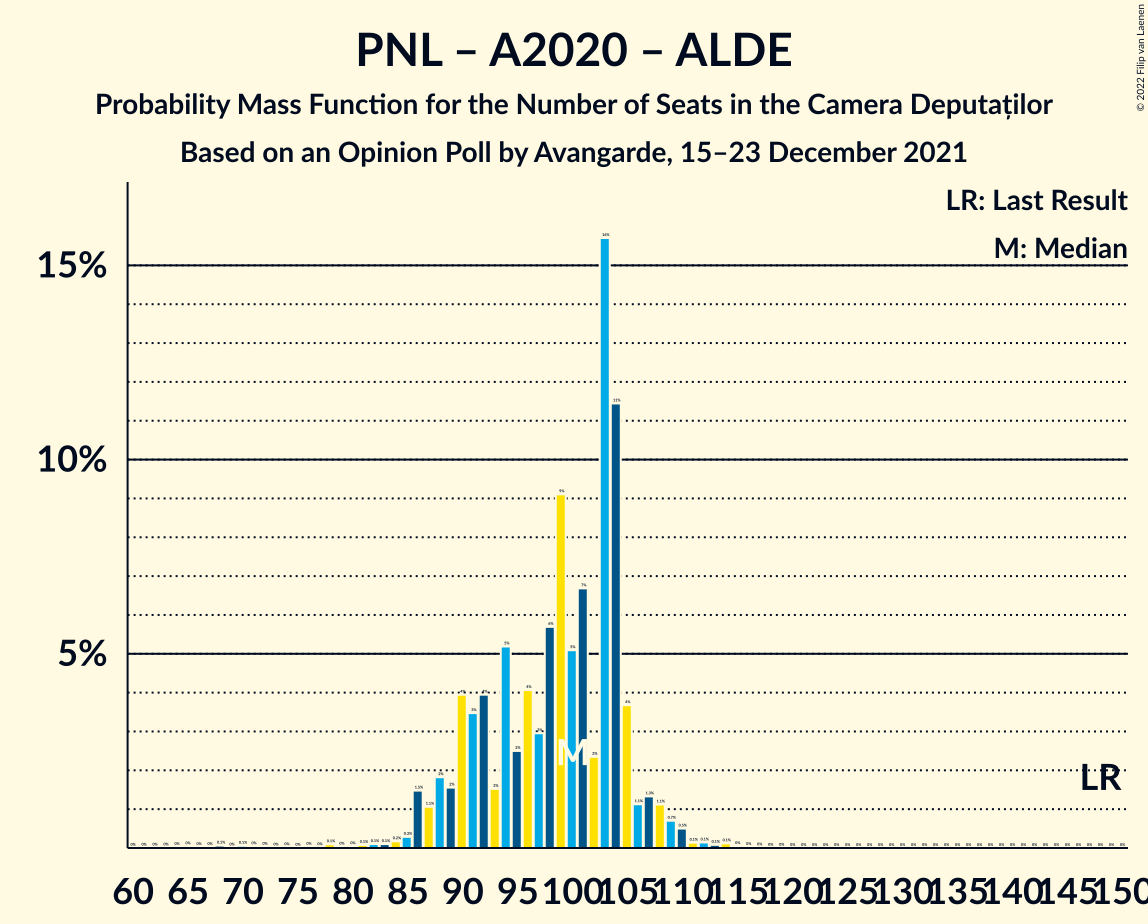 PNL – A2020 – ALDE
Probability Mass Function for the Number of Seats in the Camera Deputaților
Based on an Opinion Poll by Avangarde, 15–23 December 2021
© 2022 Filip van Laenen
LR: Last Result
M: Median
15%
10%
5%
M
LR
60 65 70 75 80 85 90 95 100 105 110 115 120 125 130 135 140 145 150